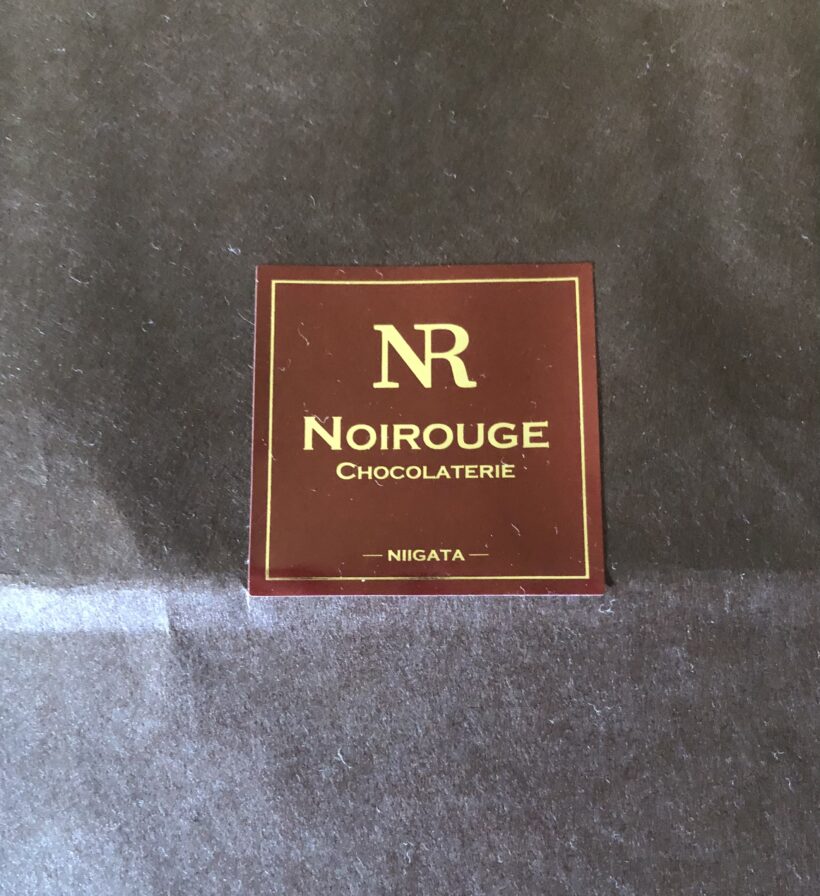 NR
NOIROUGE
CHOCOLATERIE
— NIIGATA —